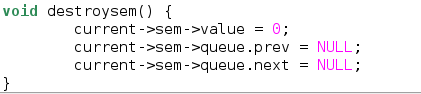 void destroysem() {
        current->sem->value = 0;
        current->sem->queue.prev = NULL;
        current->sem->queue.next = NULL;
}